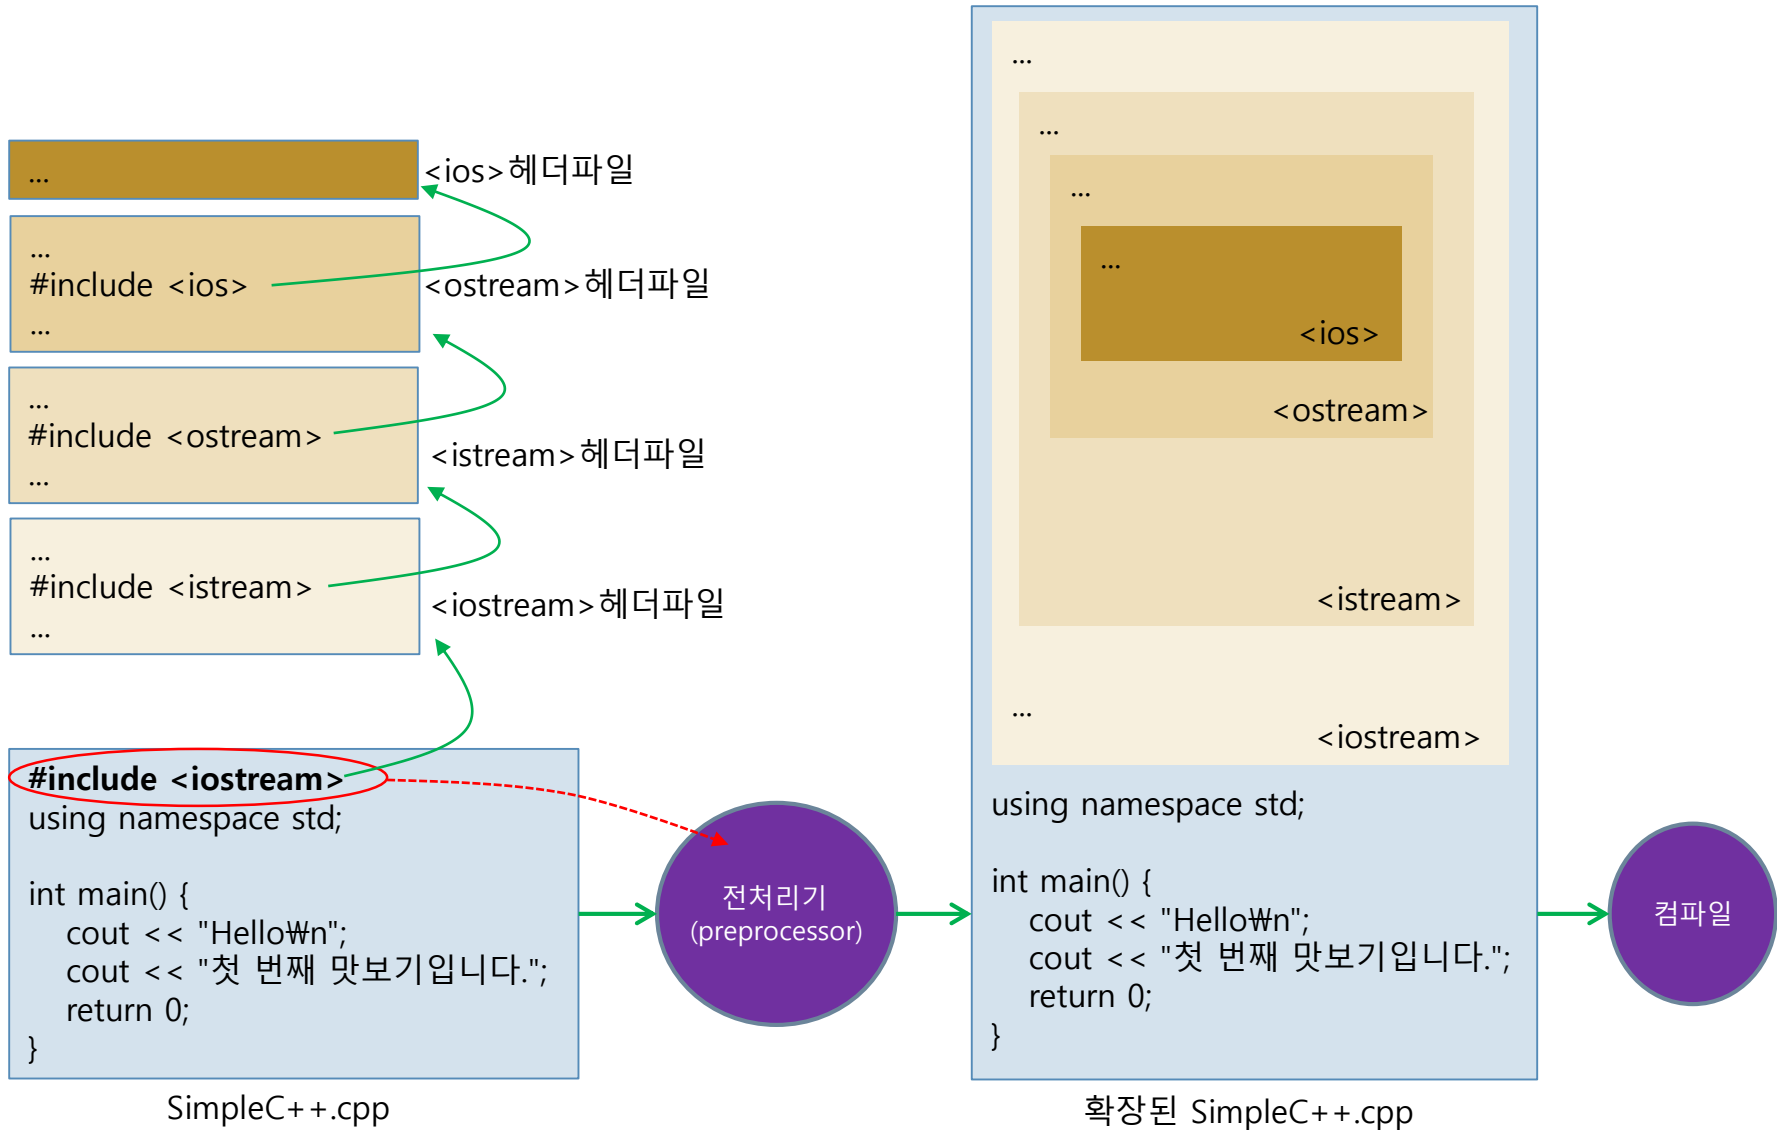 ...
<ios>헤더파일
...
#include <ios>
...
<ostream>헤더파일
...
#include <ostream>
...
<istream>헤더파일
...
#include <istream>
...
<iostream>헤더파일
#include <iostream>
using namespace std;
int main() {
cout << "Hello₩n";
cout << "첫 번째 맛보기입니다.";
return 0;
}
SimpleC++.cpp
전처리기
(preprocessor)
...
...
...
...
<ios>
<ostream>
<istream>
...
<iostream>
using namespace std;
int main() {
cout << "Hello₩n";
cout << "첫 번째 맛보기입니다.";
return 0;
}
확장된 SimpleC++.cpp
컴파일